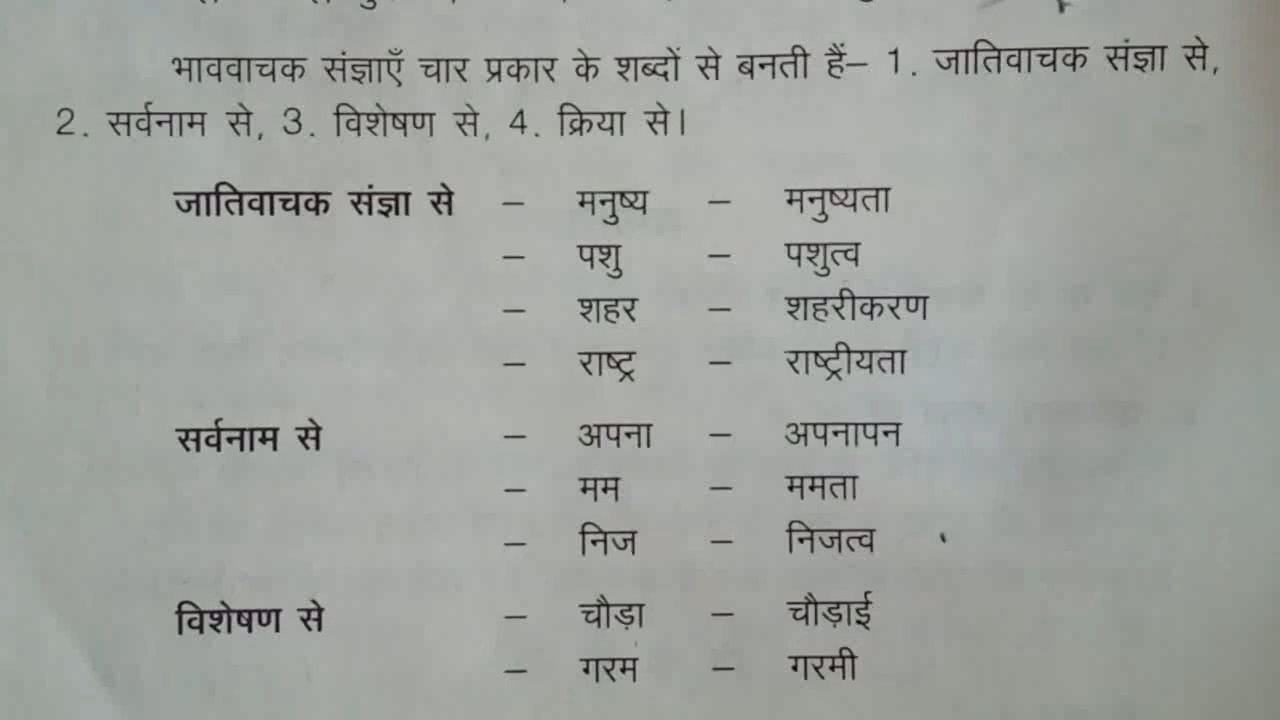 भाववाचक संज्ञाएँ चार प्रकार के शब्दों से बनती हैं– 1. जातिवाचक संज्ञा से,
2. सर्वनाम से, 3. विशेषण से, 4. क्रिया से।
जातिवाचक संज्ञा से – मनुष्य – मनुष्यता
– पशु – पशुत्व
– शहर – शहरीकरण
– राष्ट्र – राष्ट्रीयता
सर्वनाम से – अपना – अपनापन
– मम – ममता
– निज – निजत्व
विशेषण से – चौड़ा – चौड़ाई
– गरम – गरमी